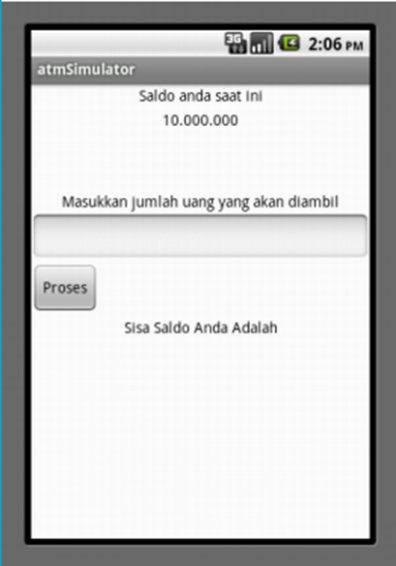 3G 2:06 PM
atmSimulator
Saldo anda saat ini
10.000.000
Masukkan jumlah uang yang akan diambil
Proses
Sisa Saldo Anda Adalah